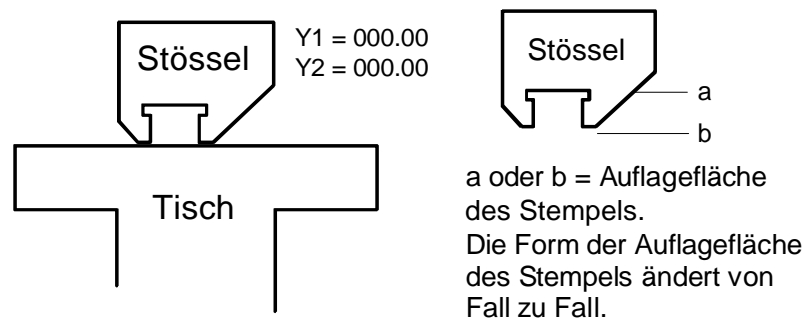 Stössel
Y1 = 000.00
Y2 = 000.00
Tisch
Stössel
a
b
a oder b = Auflagefläche
des Stempels.
Die Form der Auflagefläche
des Stempels ändert von
Fall zu Fall.